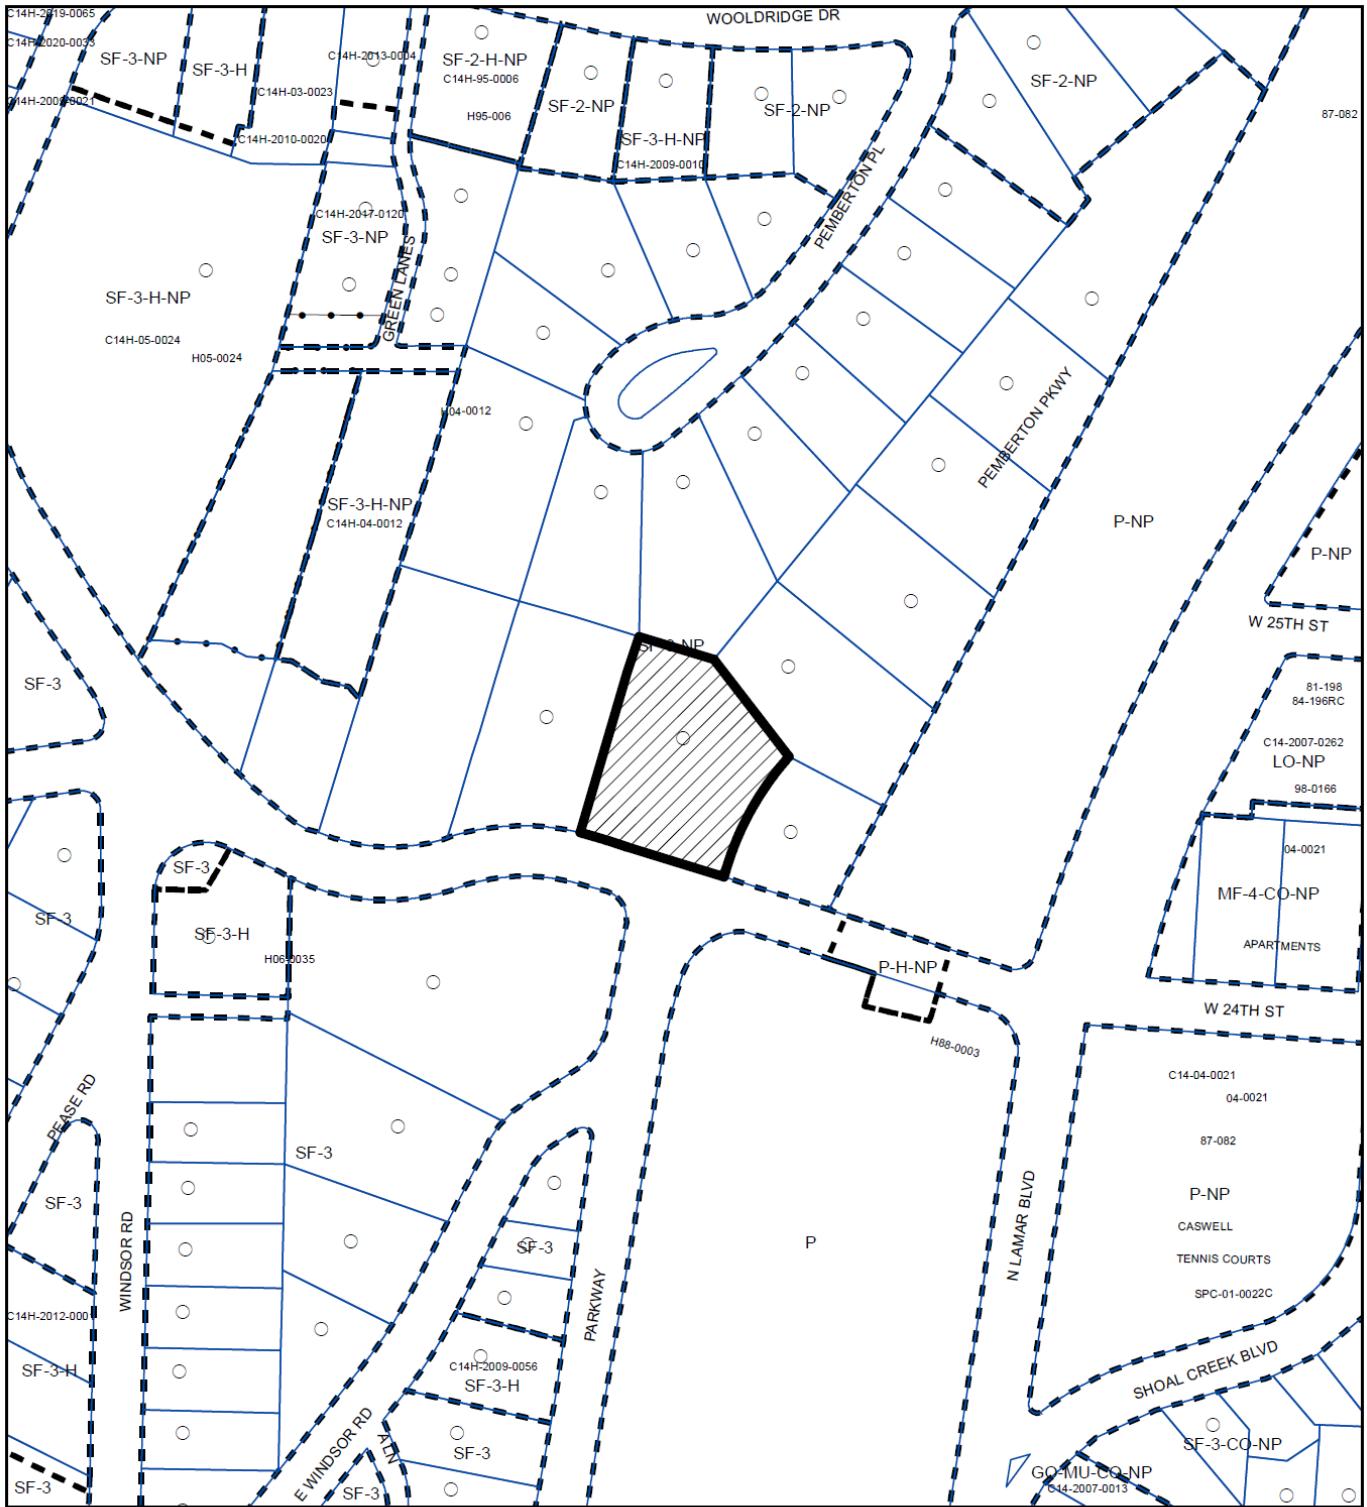 WOOLDRIDGE DR
C14H-2019-0065
C14H-2020-0033
SF-3-NP
SF-3-H
C14H-2013-0004
SF-2-H-NP
C14H-95-0006
SF-2-NP
C14H-03-0023
C14H-2009-0021
H95-006
SF-2-NP
SF-2-NP
87-082
C14H-2010-0020
SF-3-H-NP
C14H-2009-0010
PEMBERTON PL
C14H-2017-0120
SF-3-NP
GREEN LANES
SF-3-H-NP
C14H-05-0024
H05-0024
H04-0012
PEMBERTON PKWY
SF-3-H-NP
C14H-04-0012
P-NP
P-NP
W 25TH ST
SF-3
81-198
84-196RC
C14-2007-0262
LO-NP
98-0166
04-0021
SF-3
SF-3
MF-4-CO-NP
APARTMENTS
SF-3-H
H06-0035
P-H-NP
W 24TH ST
H88-0003
C14-04-0021
04-0021
PEASE RD
87-082
SF-3
SF-3
P-NP
CASWELL
TENNIS COURTS
SPC-01-0022C
WINDSOR RD
SF-3
P
N LAMAR BLVD
PARKWAY
C14H-2012-000
SF-3-H
C14H-2009-0056
SF-3-H
SHOAL CREEK BLVD
E WINDSOR RD
A LN
SF-3
SF-3-CO-NP
SF-3
SF-3
GO-MU-CO-NP
C14-2007-0013